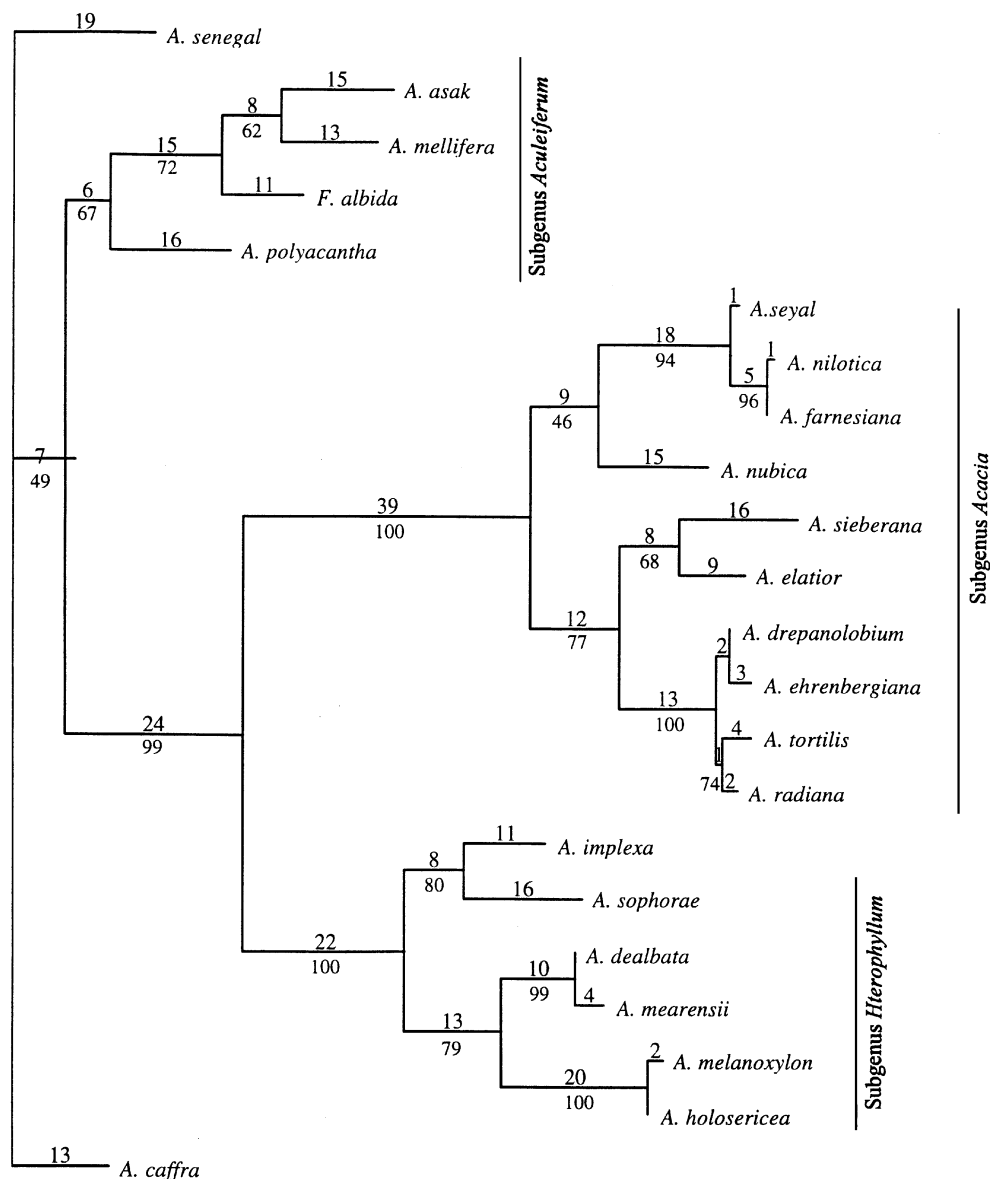 19
A. senegal
15
A. asak
8
62
13
A. mellifera
15
72
11
F. albida
6
67
16
A. polyacantha
Subgenus Aculeiferum
1
A.seyal
18
94
1
A. nilotica
5
96
A. farnesiana
9
46
15
A. nubica
7
49
39
100
16
A. sieberana
8
68
9
A. elatior
12
77
A. drepanolobium
2
3
A. ehrenbergiana
13
100
4
A. tortilis
1
74
2
A. radiana
Subgenus Acacia
24
99
11
A. implexa
8
80
16
A. sophorae
22
100
A. dealbata
10
99
4
A. mearensii
13
79
2
A. melanoxylon
20
100
A. holosericea
Subgenus Hterophyllum
13
A. caffra